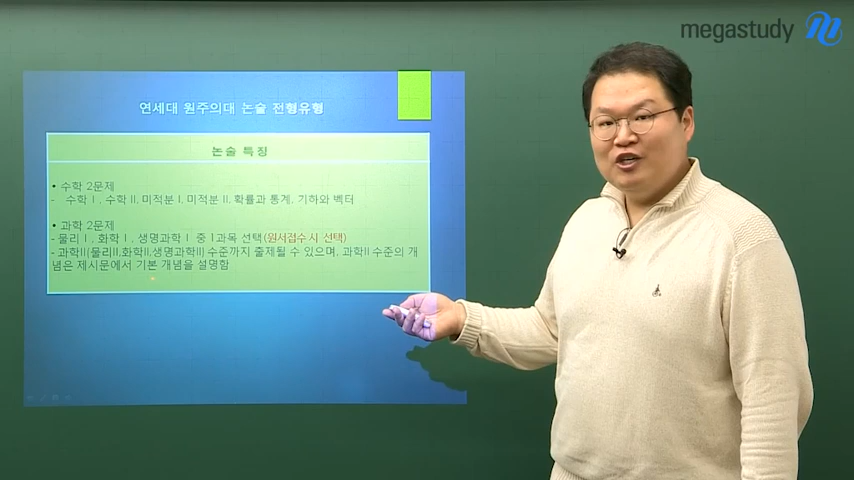 megastudy
연세대 원주의대 논술 전형유형
논술 특징
• 수학 2문제
- 수학 I, 수학 II, 미적분 I, 미적분 II, 확률과 통계, 기하와 벡터
• 과학 2문제
- 물리 I, 화학 I, 생명과학 I 중 1과목 선택(원서접수시 선택)
- 과학II(물리II,화학II,생명과학II) 수준까지 출제될 수 있으며, 과학II 수준의 개
념은 제시문에서 기본 개념을 설명함